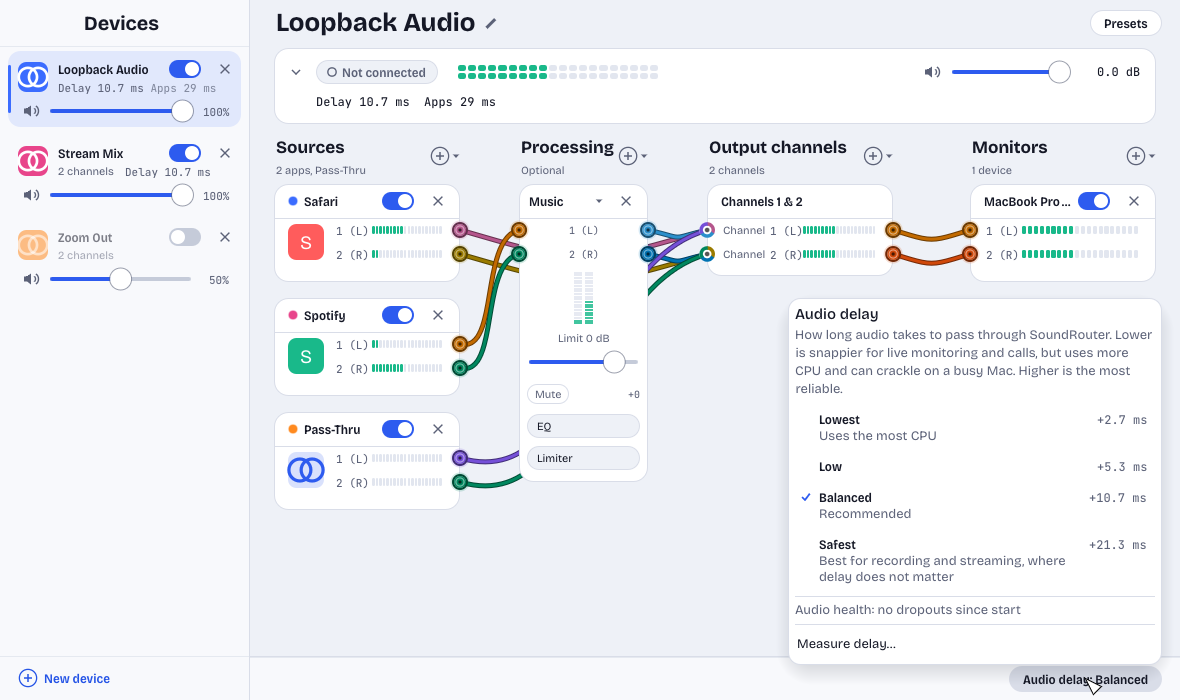 Devices
Loopback Audio
Delay 10.7 ms Apps 29 ms
100%
Stream Mix
2 channels Delay 10.7 ms
100%
Zoom Out
2 channels
50%
New device
Loopback Audio
Presets
Not connected
0.0 dB
Delay 10.7 ms Apps 29 ms
Sources
2 apps, Pass-Thru
Safari
S
1 (L)
2 (R)
Spotify
S
1 (L)
2 (R)
Pass-Thru
1 (L)
2 (R)
Processing
Optional
Music
1 (L)
2 (R)
Limit 0 dB
Mute +0
EQ
Limiter
Output channels
2 channels
Channels 1 & 2
Channel 1 (L)
Channel 2 (R)
Monitors
1 device
MacBook Pro...
1 (L)
2 (R)
Audio delay
How long audio takes to pass through SoundRouter. Lower
is snappier for live monitoring and calls, but uses more
CPU and can crackle on a busy Mac. Higher is the most
reliable.
Lowest +2.7 ms
Uses the most CPU
Low +5.3 ms
Balanced +10.7 ms
Recommended
Safest +21.3 ms
Best for recording and streaming, where
delay does not matter
Audio health: no dropouts since start
Measure delay...
Audio delay: Balanced